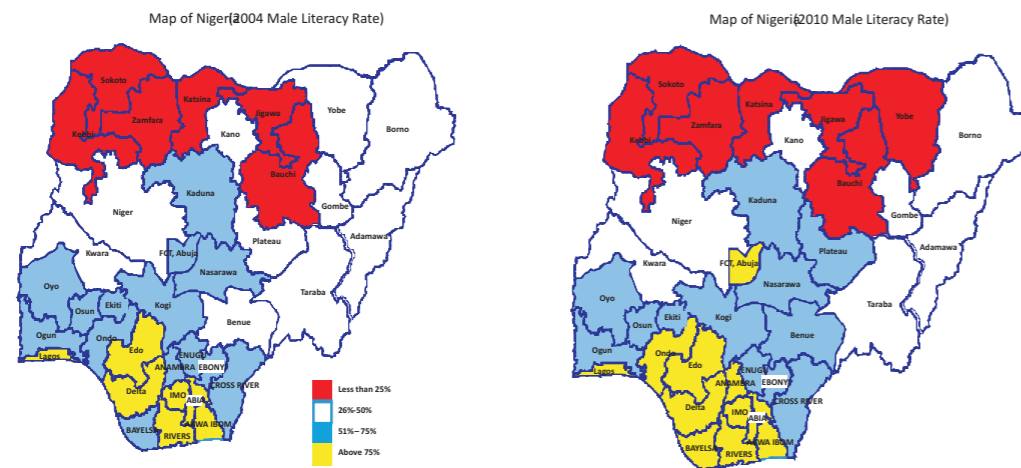 Map of Nigeria(2004 Male Literacy Rate)
Sokoto
Katsina
Jigawa
Yobe
Borno
Kebbi
Zamfara
Kano
Bauchi
Kaduna
Gombe
Niger
Adamawa
Plateau
Kwara
FCT, Abuja
Nasarawa
Taraba
Oyo
Osun
Ekiti
Kogi
Benue
Ogun
Ondo
Edo
Lagos
ENUGU
ANAMBRA
EBONY
CROSS RIVER
Delta
IMO
ABIA
AKWA IBOM
BAYELSA
RIVERS
Less than 25%
26%-50%
51%–75%
Above 75%
Map of Nigeria(2010 Male Literacy Rate)
Sokoto
Katsina
Jigawa
Yobe
Borno
Kebbi
Zamfara
Kano
Bauchi
Kaduna
Gombe
Niger
Adamawa
Plateau
Kwara
FCT, Abuja
Nasarawa
Taraba
Oyo
Osun
Ekiti
Kogi
Benue
Ogun
Ondo
Edo
Lagos
ENUGU
ANAMBRA
EBONY
CROSS RIVER
Delta
IMO
ABIA
AKWA IBOM
BAYELSA
RIVERS